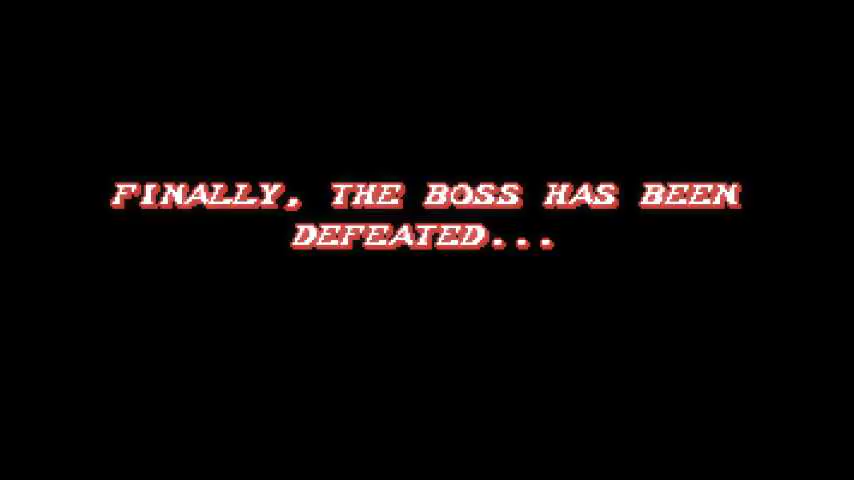 FINALLY, THE BOSS HAS BEEN
DEFEATED...